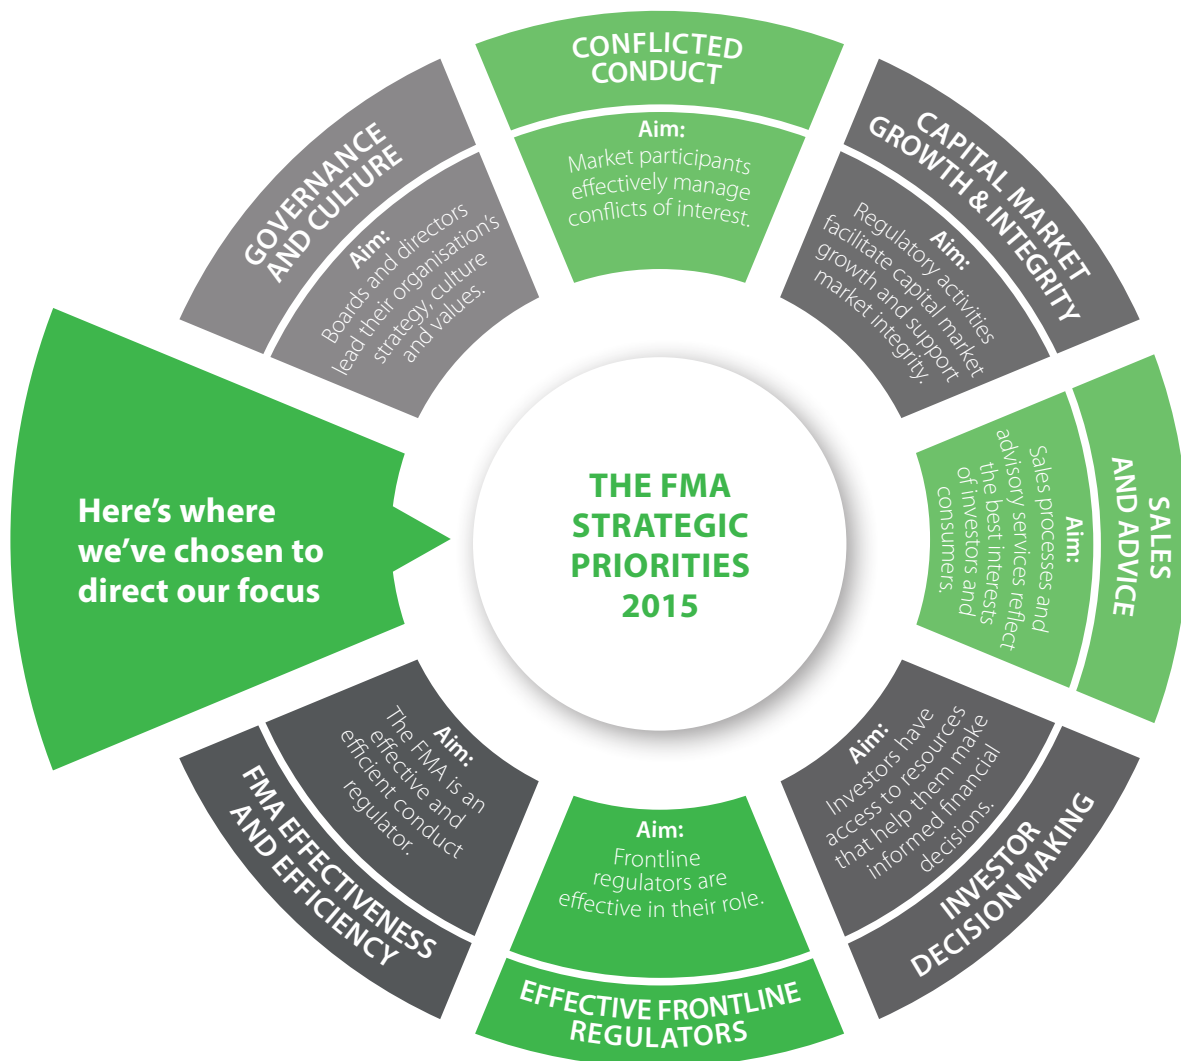 Here's where
we've chosen to
direct our focus
THE FMA
STRATEGIC
PRIORITIES
2015
GOVERNANCE
AND CULTURE
Aim:
Boards and directors
lead their organisation's
strategy, culture
and values.
CONFLICTED
CONDUCT
Aim:
Market participants
effectively manage
conflicts of interest.
CAPITAL MARKET
GROWTH & INTEGRITY
Aim:
Regulatory activities
facilitate capital market
growth and support
market integrity.
SALES
AND ADVICE
Aim:
Sales processes and
advisory services reflect
the best interests
of investors and
consumers.
Aim:
Investors have
access to resources
that help them make
informed financial
decisions.
INVESTOR
DECISION MAKING
Aim:
Frontline
regulators are
effective in their role.
EFFECTIVE FRONTLINE
REGULATORS
Aim:
The FMA is an
effective and
efficient conduct
regulator.
FMA EFFECTIVENESS
AND EFFICIENCY